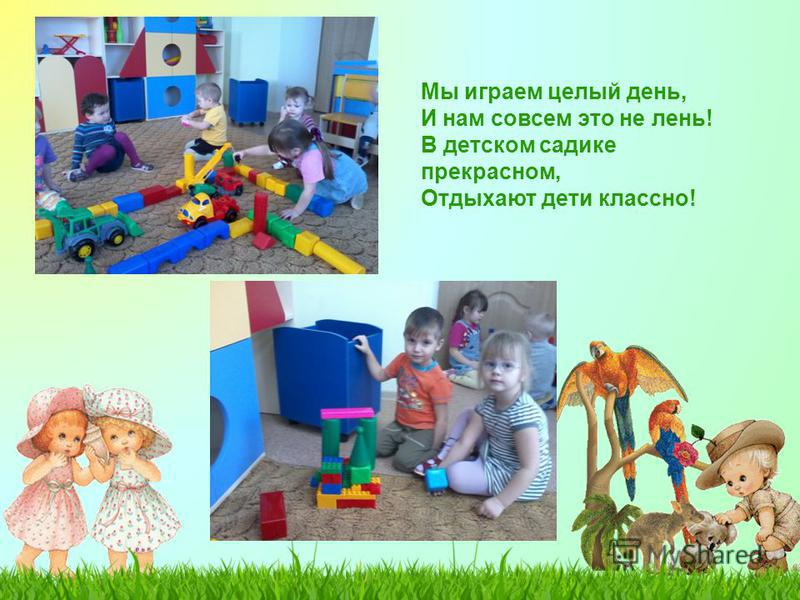 Мы играем целый день,
И нам совсем это не лень!
В детском садике
прекрасном,
Отдыхают дети классно!
MyShared